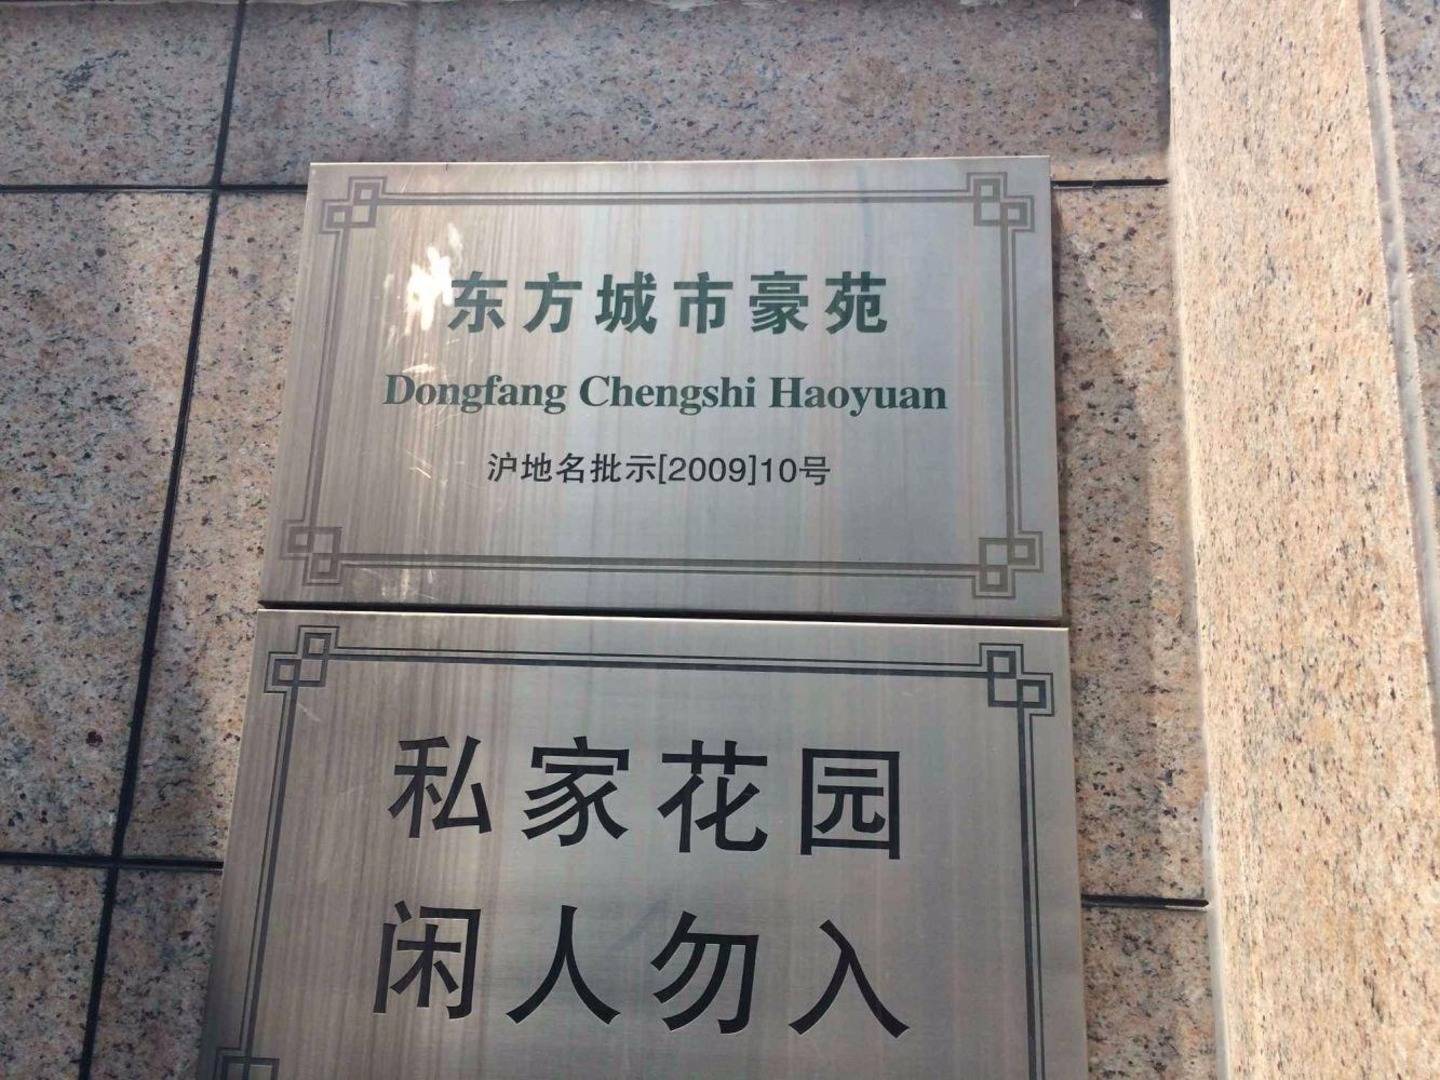 东方城市豪苑
Dongfang Chengshi Haoyuan
沪地名批示[2009]10号
私家花园
闲人勿入